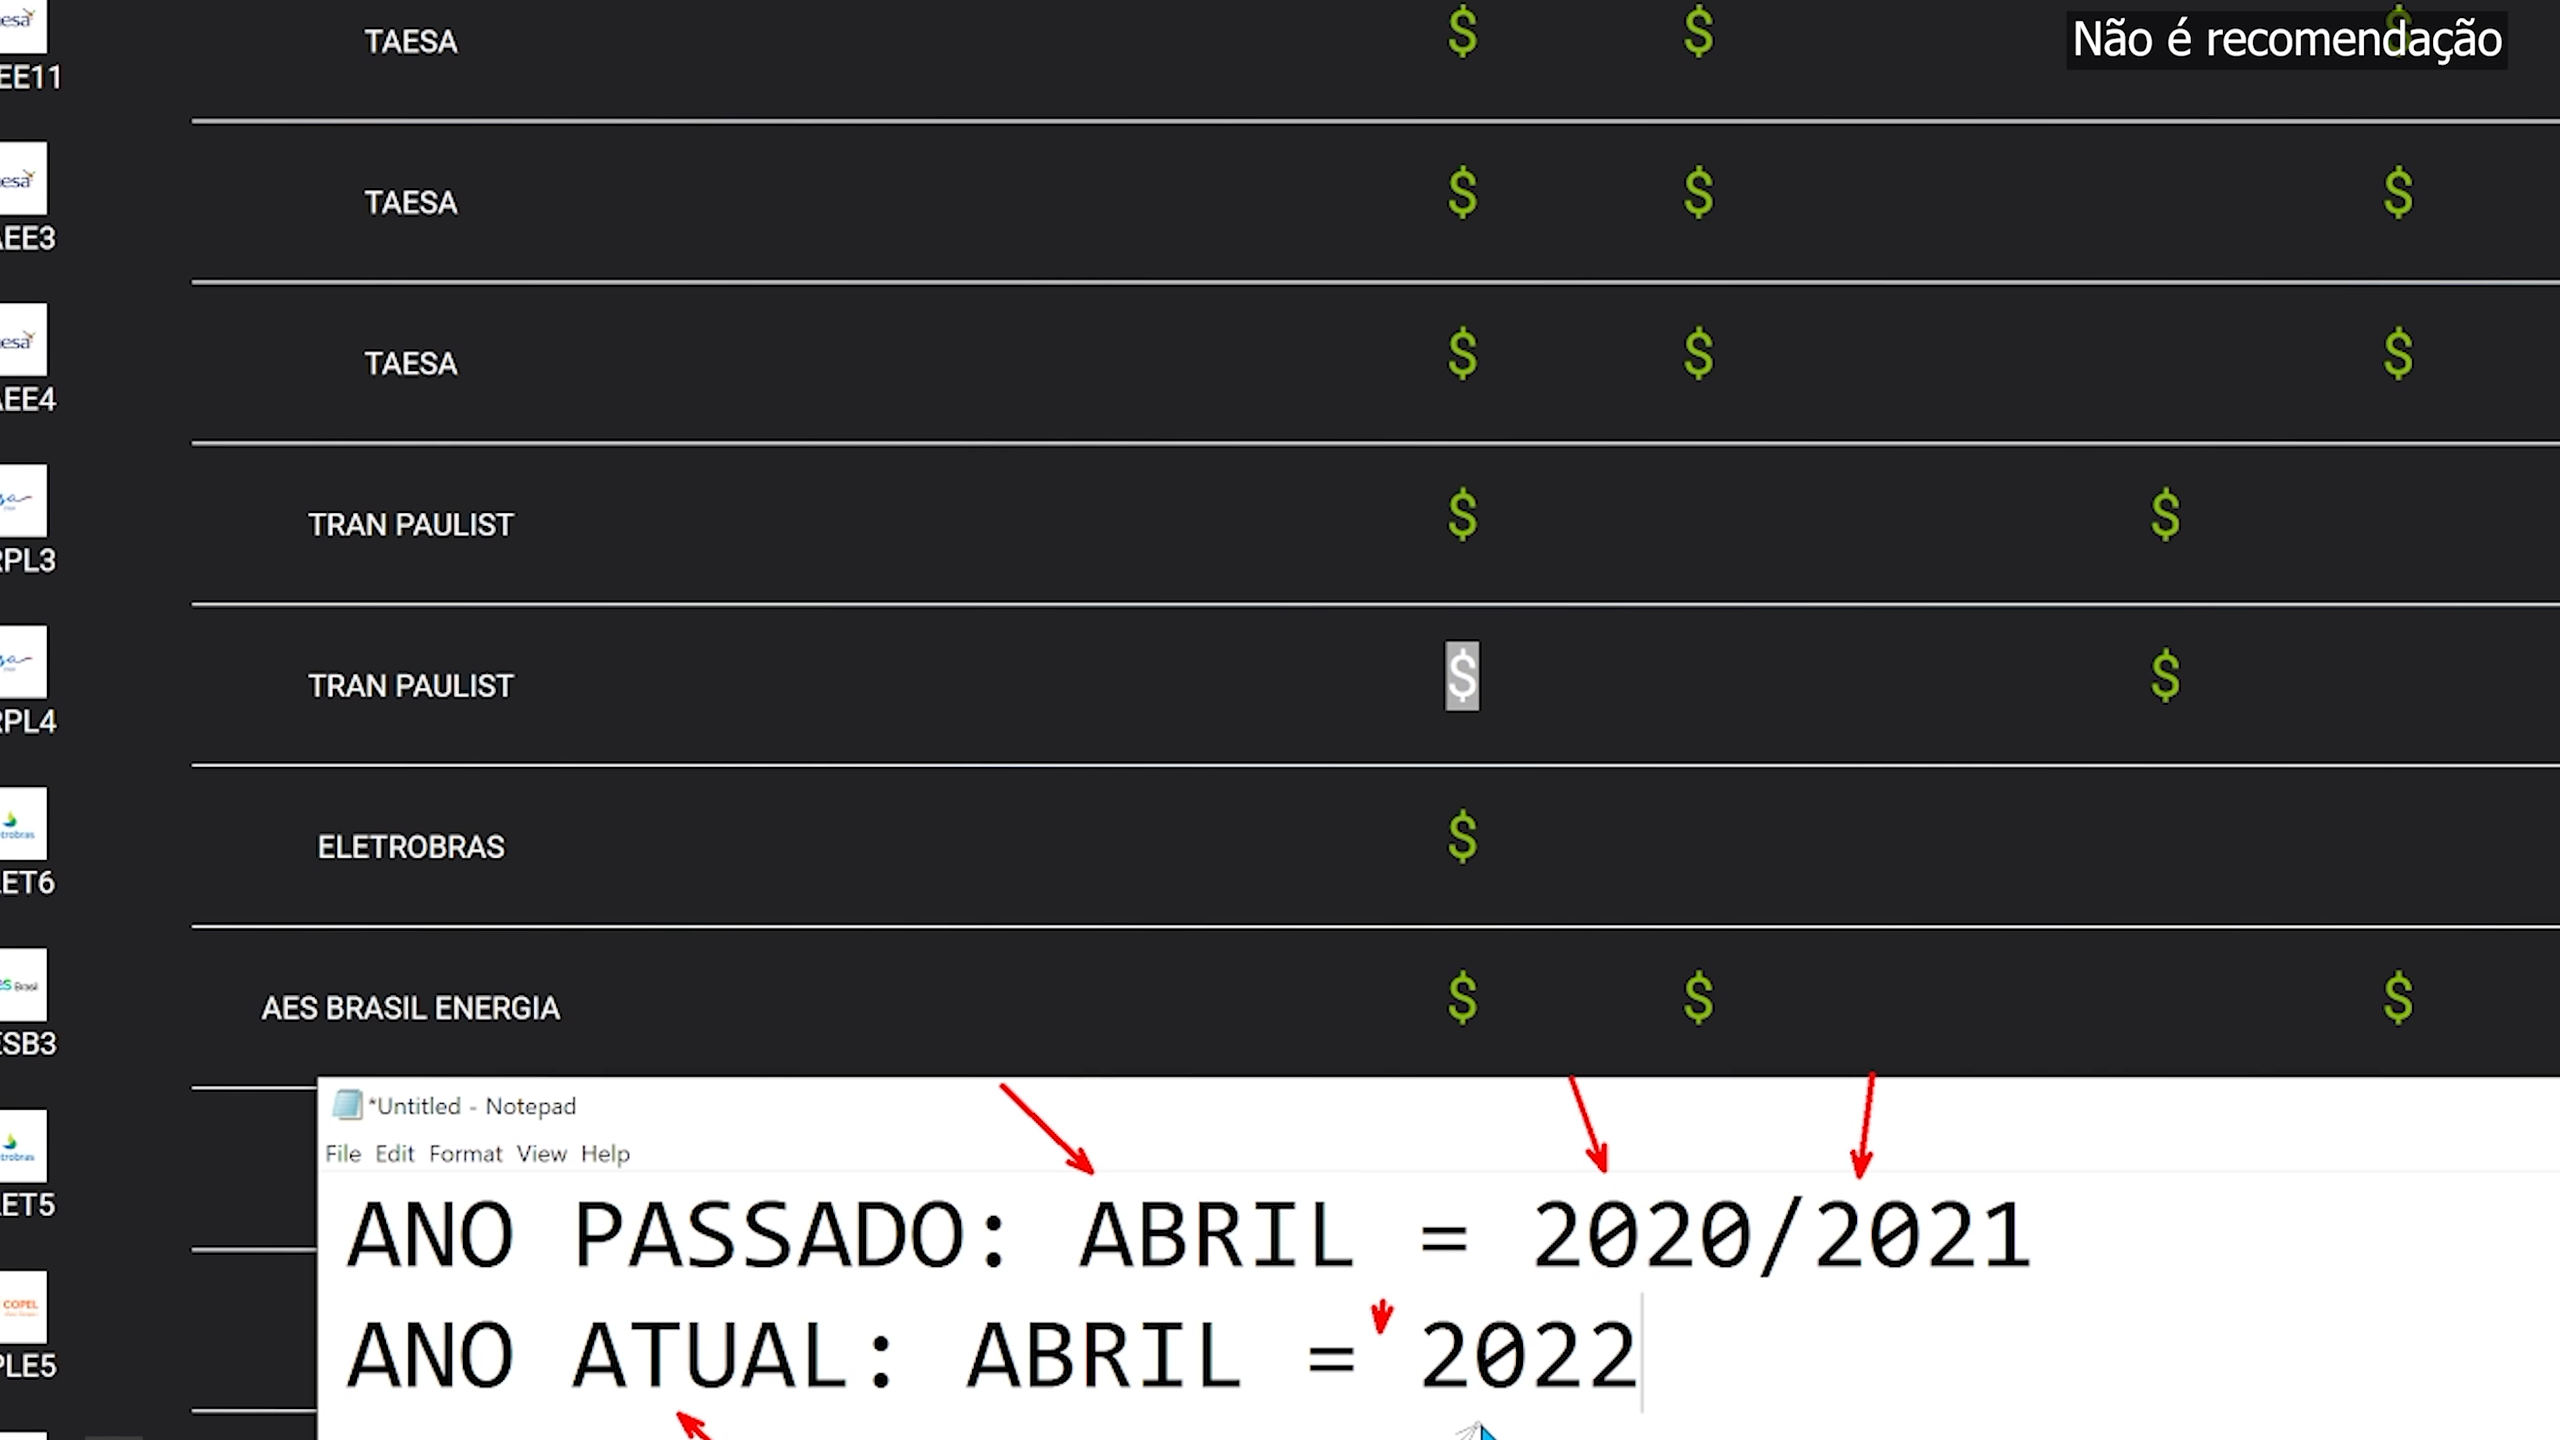 Não é recomendação
TAESA $ $ $
EE11
TAESA $ $ $
EE3
TAESA $ $ $
EE4
TRAN PAULIST $ $
PL3
TRAN PAULIST $ $
PL4
ELETROBRAS $
ET6
AES BRASIL ENERGIA $ $ $
SB3
*Untitled - Notepad
File Edit Format View Help
ET5
ANO PASSADO: ABRIL = 2020/2021
COPEL
ANO ATUAL: ABRIL = 2022
PLE5